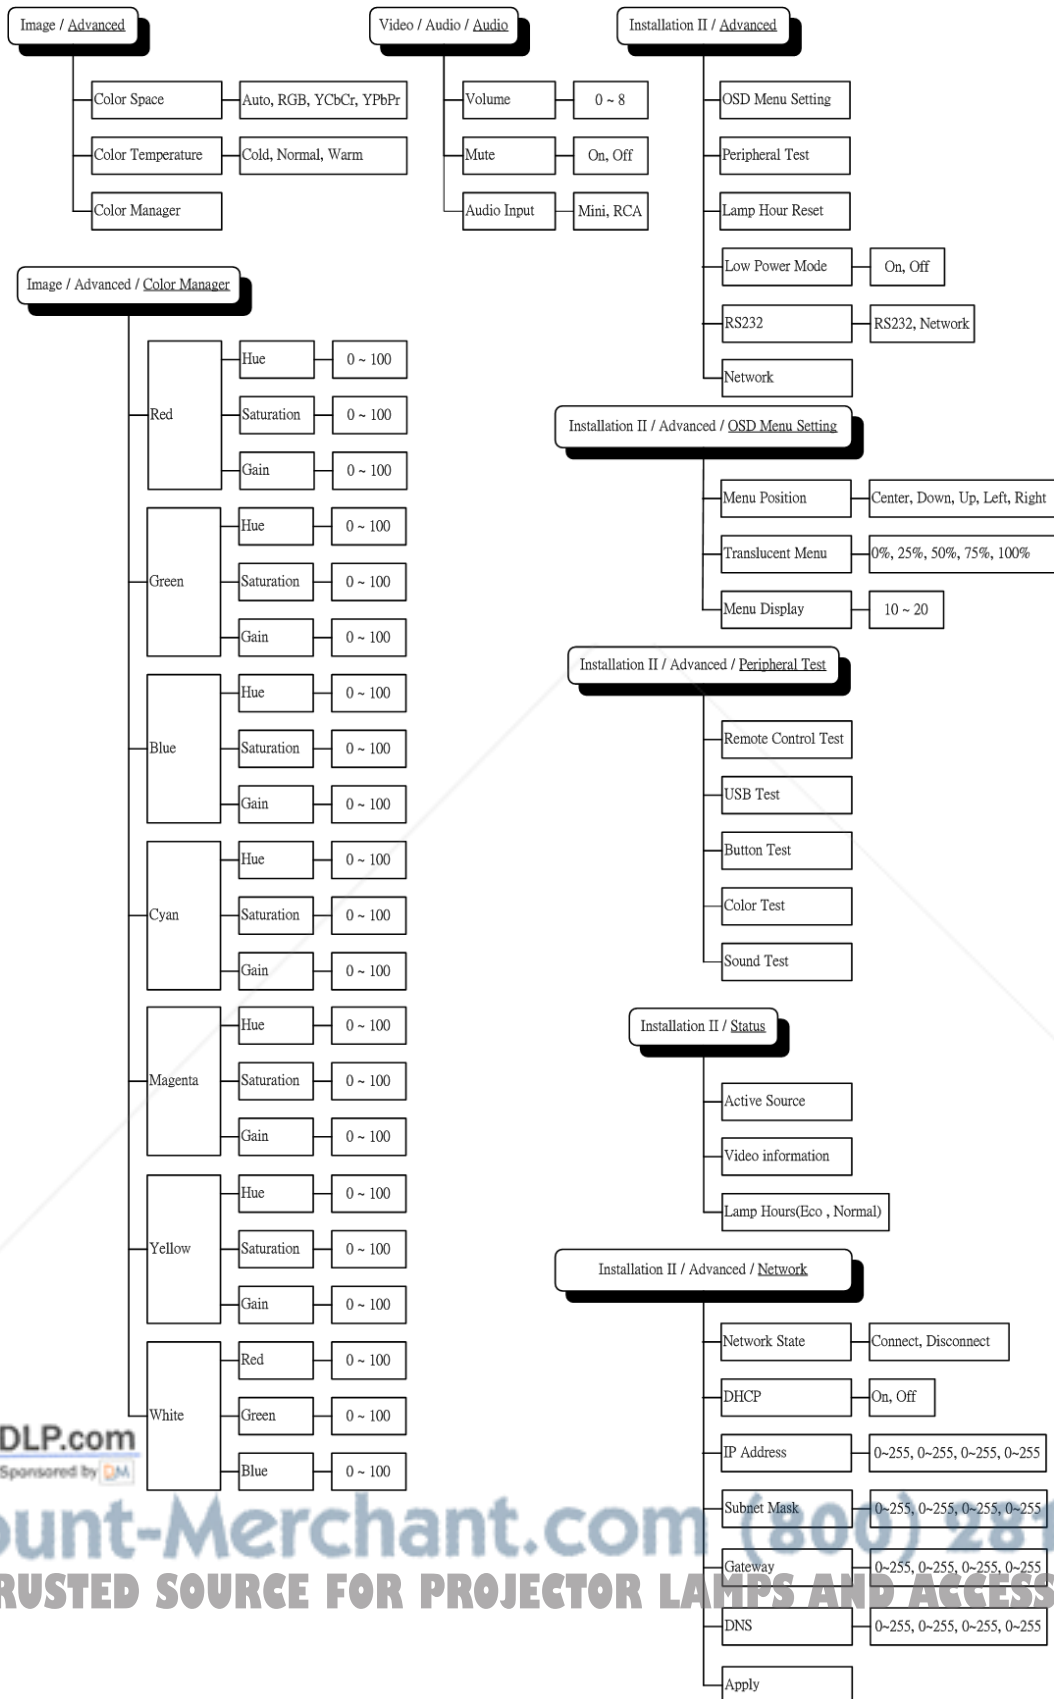 Image / Advanced
Color Space
Auto, RGB, YCbCr, YPbPr
Color Temperature
Cold, Normal, Warm
Color Manager
Video / Audio / Audio
Volume
0 ~ 8
Mute
On, Off
Audio Input
Mini, RCA
Installation II / Advanced
OSD Menu Setting
Peripheral Test
Lamp Hour Reset
Low Power Mode
On, Off
RS232
RS232, Network
Network
Image / Advanced / Color Manager
Red
Hue
0 ~ 100
Saturation
0 ~ 100
Gain
0 ~ 100
Green
Hue
0 ~ 100
Saturation
0 ~ 100
Gain
0 ~ 100
Blue
Hue
0 ~ 100
Saturation
0 ~ 100
Gain
0 ~ 100
Cyan
Hue
0 ~ 100
Saturation
0 ~ 100
Gain
0 ~ 100
Magenta
Hue
0 ~ 100
Saturation
0 ~ 100
Gain
0 ~ 100
Yellow
Hue
0 ~ 100
Saturation
0 ~ 100
Gain
0 ~ 100
White
Red
0 ~ 100
Green
0 ~ 100
Blue
0 ~ 100
Installation II / Advanced / OSD Menu Setting
Menu Position
Center, Down, Up, Left, Right
Translucent Menu
0%, 25%, 50%, 75%, 100%
Menu Display
10 ~ 20
Installation II / Advanced / Peripheral Test
Remote Control Test
USB Test
Button Test
Color Test
Sound Test
Installation II / Status
Active Source
Video information
Lamp Hours(Eco , Normal)
Installation II / Advanced / Network
Network State
Connect, Disconnect
DHCP
On, Off
IP Address
0~255, 0~255, 0~255, 0~255
Subnet Mask
0~255, 0~255, 0~255, 0~255
Gateway
0~255, 0~255, 0~255, 0~255
DNS
0~255, 0~255, 0~255, 0~255
Apply
DLP.com
Sponsored by DM
ount-Merchant.com (800) 281
RUSTED SOURCE FOR PROJECTOR LAMPS AND ACCESS